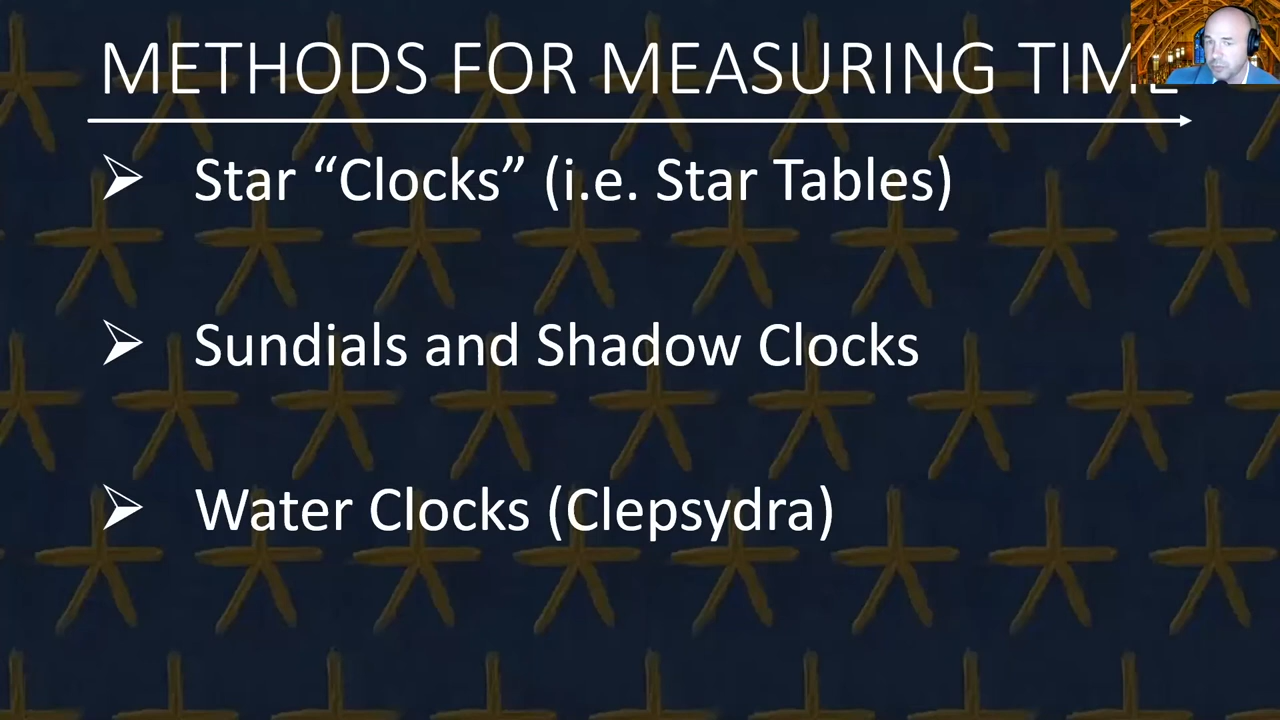 METHODS FOR MEASURING TIME
Star “Clocks” (i.e. Star Tables)
Sundials and Shadow Clocks
Water Clocks (Clepsydra)